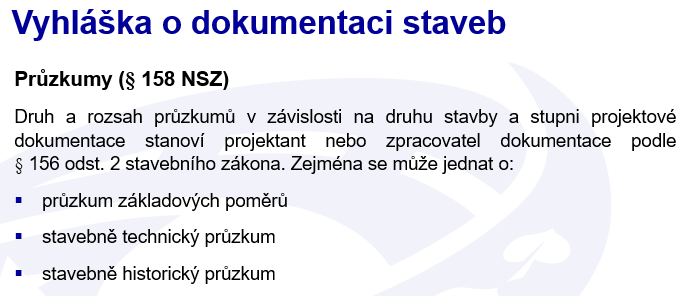 Vyhláška o dokumentaci staveb
Průzkumy (§ 158 NSZ)
Druh a rozsah průzkumů v závislosti na druhu stavby a stupni projektové
dokumentace stanoví projektant nebo zpracovatel dokumentace podle
§ 156 odst. 2 stavebního zákona. Zejména se může jednat o:
▪ průzkum základových poměrů
▪ stavebně technický průzkum
▪ stavebně historický průzkum